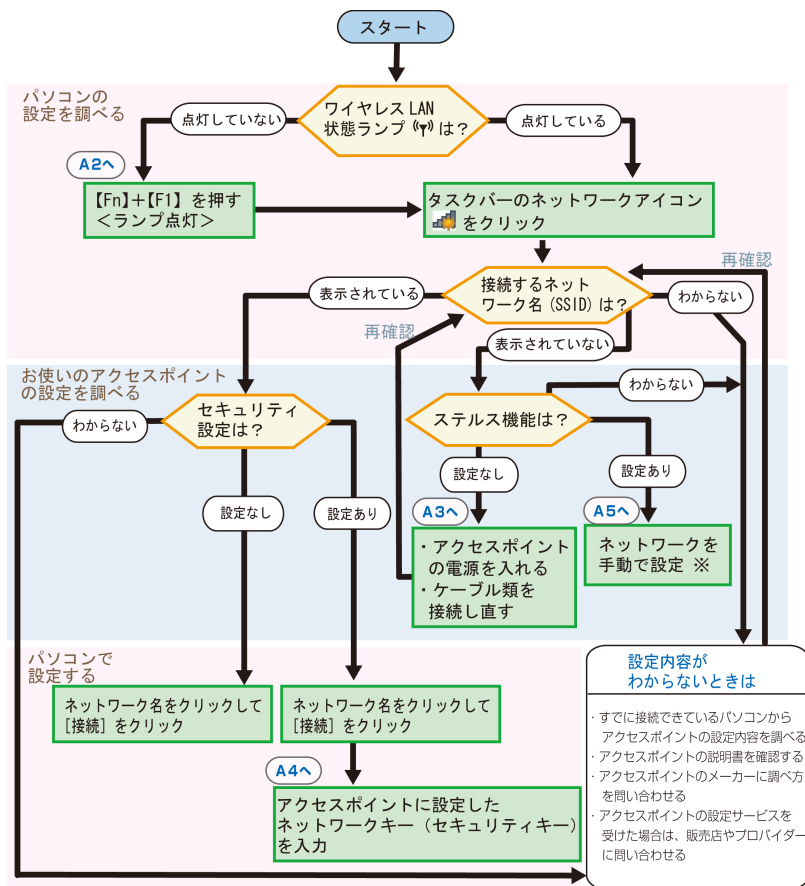 スタート
パソコンの
設定を調べる
ワイヤレス LAN
状態ランプ は？
点灯していない
点灯している
A2へ
【Fn】＋【F1】を押す
＜ランプ点灯＞
タスクバーのネットワークアイコン
をクリック
再確認
接続するネット
ワーク名 (SSID) は？
表示されている
わからない
再確認
表示されていない
お使いのアクセスポイント
の設定を調べる
わからない
セキュリティ
設定は？
ステルス機能は？
わからない
設定なし
設定あり
設定なし
設定あり
A3へ
A5へ
・アクセスポイント
の電源を入れる
・ケーブル類を
接続し直す
ネットワークを
手動で設定 ※
パソコンで
設定する
ネットワーク名をクリックして
［接続］をクリック
ネットワーク名をクリックして
［接続］をクリック
A4へ
アクセスポイントに設定した
ネットワークキー（セキュリティキー）
を入力
設定内容が
わからないときは
・すでに接続できているパソコンから
アクセスポイントの設定内容を調べる
・アクセスポイントの説明書を確認する
・アクセスポイントのメーカーに調べ方
を問い合わせる
・アクセスポイントの設定サービスを
受けた場合は、販売店やプロバイダー
に問い合わせる